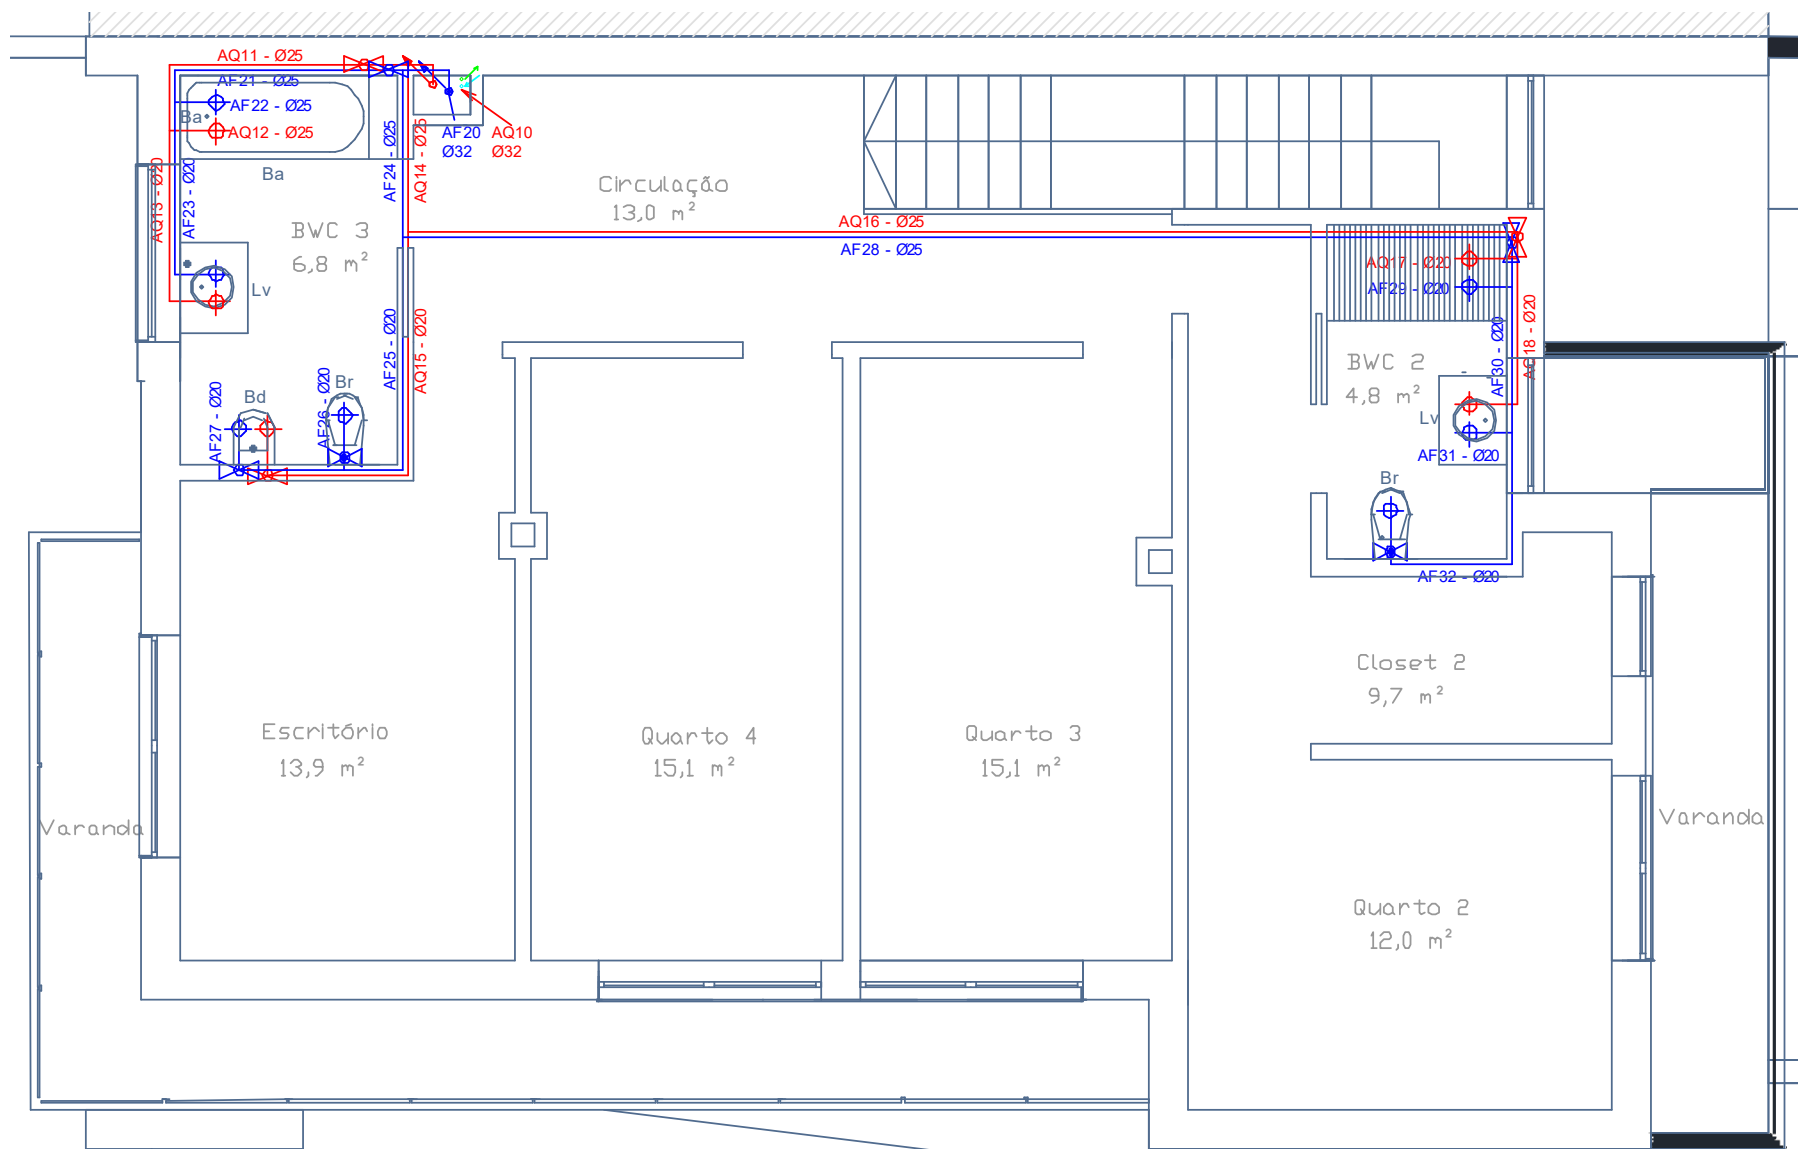 AQ11 - Ø25
AF21 - Ø25
AF22 - Ø25
Ba
AQ12 - Ø25
AF20
Ø32
AQ10
Ø32
AF24 - Ø25
AQ14 - Ø25
AQ13 - Ø20
AF23 - Ø20
Ba
BWC 3
6,8 m²
Lv
Circulação
13,0 m²
AQ16 - Ø25
AF28 - Ø25
AQ17 - Ø20
AF29 - Ø20
AF25 - Ø20
AQ15 - Ø20
AF30 - Ø20
AQ18 - Ø20
BWC 2
4,8 m²
Lv
AF31 - Ø20
Br
AF32 - Ø20
AF27 - Ø20
Bd
AF26 - Ø20
Br
Closet 2
9,7 m²
Escritório
13,9 m²
Quarto 4
15,1 m²
Quarto 3
15,1 m²
Varanda
Varanda
Quarto 2
12,0 m²